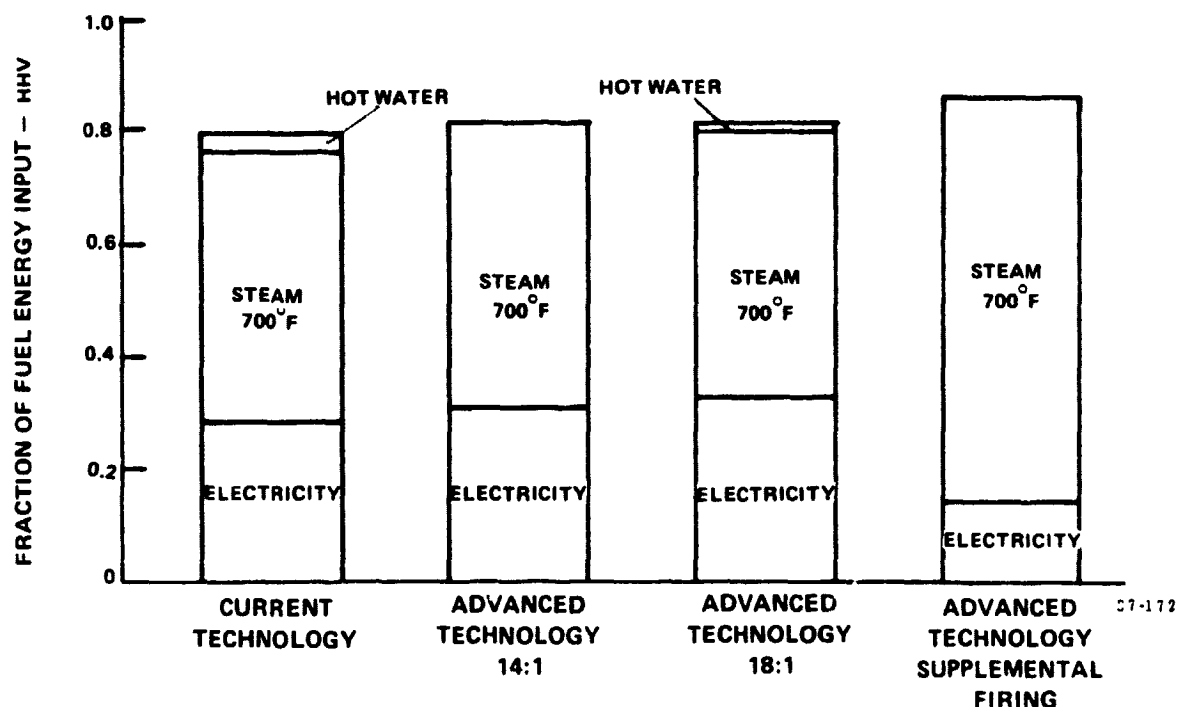 FRACTION OF FUEL ENERGY INPUT — HHV
1.0
0.8
0.6
0.4
0.2
0
HOT WATER
HOT WATER
STEAM
700°F
STEAM
700°F
STEAM
700°F
STEAM
700°F
ELECTRICITY
ELECTRICITY
ELECTRICITY
ELECTRICITY
CURRENT
TECHNOLOGY
ADVANCED
TECHNOLOGY
14:1
ADVANCED
TECHNOLOGY
18:1
ADVANCED
TECHNOLOGY
SUPPLEMENTAL
FIRING